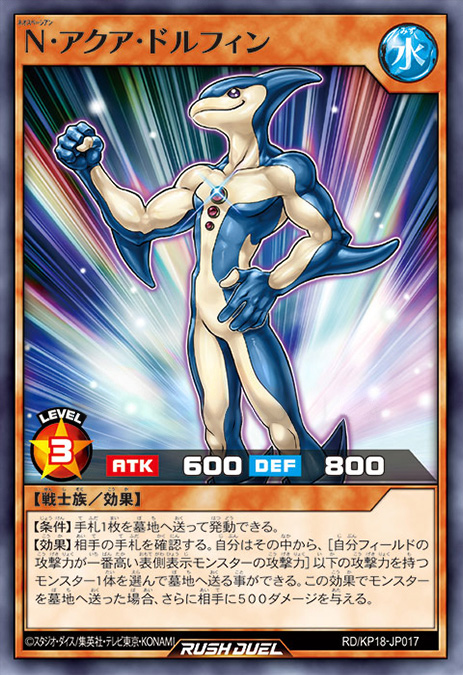 ネオスペーシアン
N・アクア・ドルフィン
みず
水
LEVEL
3
ATK 600 DEF 800
【戦士族/効果】
【条件】手札1枚を墓地へ送って発動できる。
【効果】相手の手札を確認する。自分はその中から、[自分フィールドの
攻撃力が一番高い表側表示モンスターの攻撃力]以下の攻撃力を持つ
モンスター1体を選んで墓地へ送る事ができる。この効果でモンスター
を墓地へ送った場合、さらに相手に500ダメージを与える。
©スタジオ・ダイス/集英社・テレビ東京・KONAMI
RUSH DUEL
RD/KP18-JP017